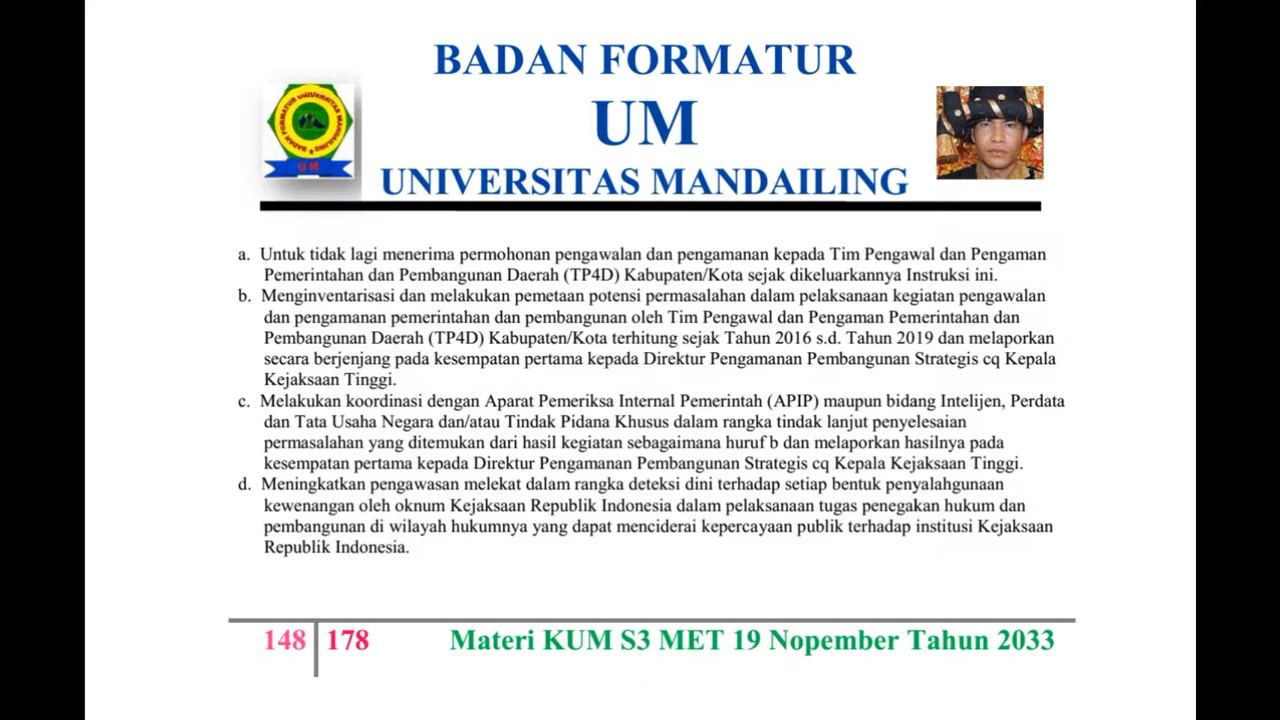 BADAN FORMATUR
UM
UNIVERSITAS MANDAILING
BADAN FORMATUR UNIVERSITAS MANDAILING
U M
a. Untuk tidak lagi menerima permohonan pengawalan dan pengamanan kepada Tim Pengawal dan Pengaman
Pemerintahan dan Pembangunan Daerah (TP4D) Kabupaten/Kota sejak dikeluarkannya Instruksi ini.
b. Menginventarisasi dan melakukan pemetaan potensi permasalahan dalam pelaksanaan kegiatan pengawalan
dan pengamanan pemerintahan dan pembangunan oleh Tim Pengawal dan Pengaman Pemerintahan dan
Pembangunan Daerah (TP4D) Kabupaten/Kota terhitung sejak Tahun 2016 s.d. Tahun 2019 dan melaporkan
secara berjenjang pada kesempatan pertama kepada Direktur Pengamanan Pembangunan Strategis cq Kepala
Kejaksaan Tinggi.
c. Melakukan koordinasi dengan Aparat Pemeriksa Internal Pemerintah (APIP) maupun bidang Intelijen, Perdata
dan Tata Usaha Negara dan/atau Tindak Pidana Khusus dalam rangka tindak lanjut penyelesaian
permasalahan yang ditemukan dari hasil kegiatan sebagaimana huruf b dan melaporkan hasilnya pada
kesempatan pertama kepada Direktur Pengamanan Pembangunan Strategis cq Kepala Kejaksaan Tinggi.
d. Meningkatkan pengawasan melekat dalam rangka deteksi dini terhadap setiap bentuk penyalahgunaan
kewenangan oleh oknum Kejaksaan Republik Indonesia dalam pelaksanaan tugas penegakan hukum dan
pembangunan di wilayah hukumnya yang dapat menciderai kepercayaan publik terhadap institusi Kejaksaan
Republik Indonesia.
148 178 Materi KUM S3 MET 19 Nopember Tahun 2033